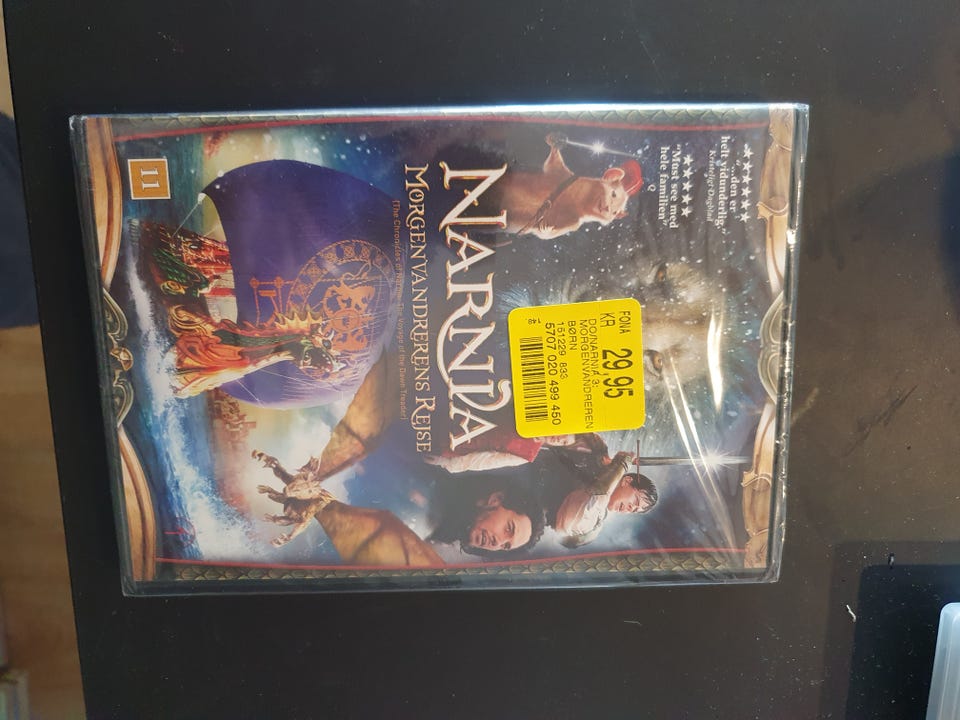 ★★★★★★
"...den er
helt vidunderlig"
Kristeligt-Dagblad
★★★★★
"Must see med
hele familien"
Q
FONA
KR 29,95
DO/NARNIA 3:
MORGENVANDREREN
BØRN
151229 833
5707 020 499 450
NARNIA
MORGENVANDRERENS REJSE
(The Chronicles of Narnia: The Voyage of the Dawn Treader)
11